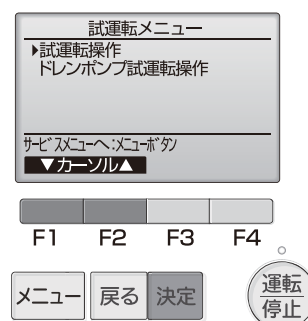 試運転メニュー
▶試運転操作
ドレンポンプ試運転操作
ｻｰﾋﾞｽﾒﾆｭｰへ:ﾒﾆｭｰﾎﾞﾀﾝ
▼カーソル▲
F1 F2 F3 F4
メニュー 戻る 決定 運転
停止